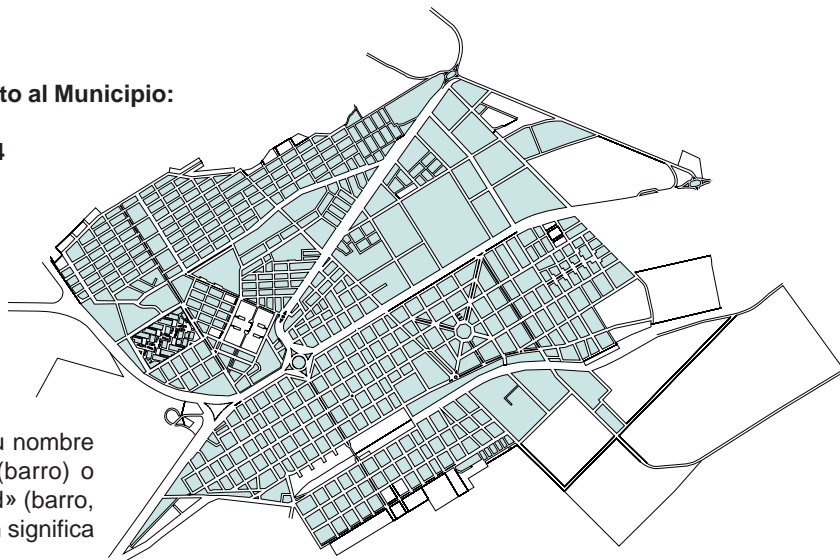 to al Municipio:
4
u nombre
(barro) o
d» (barro,
significa